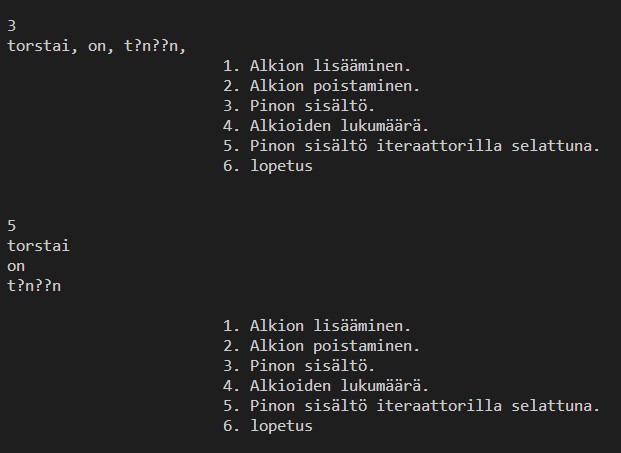 3
torstai, on, t?n??n,
1. Alkion lisääminen.
2. Alkion poistaminen.
3. Pinon sisältö.
4. Alkioiden lukumäärä.
5. Pinon sisältö iteraattorilla selattuna.
6. lopetus
5
torstai
on
t?n??n
1. Alkion lisääminen.
2. Alkion poistaminen.
3. Pinon sisältö.
4. Alkioiden lukumäärä.
5. Pinon sisältö iteraattorilla selattuna.
6. lopetus